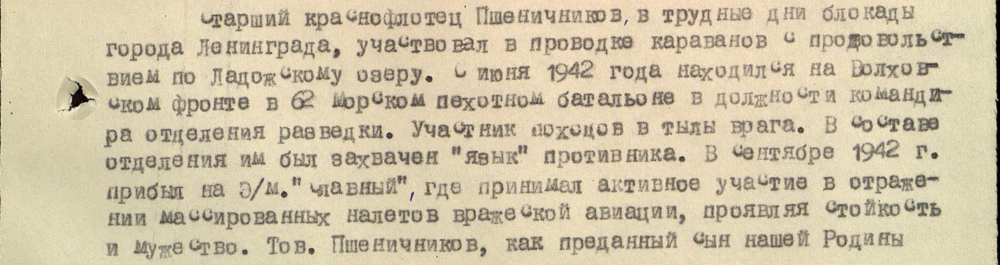 Старший краснофлотец Пшеничников, в трудные дни блокады
города Ленинграда, участвовал в проводке караванов с продовольст-
вием по Ладожскому озеру. С июня 1942 года находился на Волхов-
ском фронте в 62 морском пехотном батальоне в должности команди-
ра отделения разведки. Участник походов в тылы врага. В составе
отделения им был захвачен "язык" противника. В сентябре 1942 г.
прибыл на Э/М."Славный", где принимал активное участие в отраже-
нии массированных налетов вражеской авиации, проявляя стойкость
и мужество. Тов. Пшеничников, как преданный сын нашей Родины